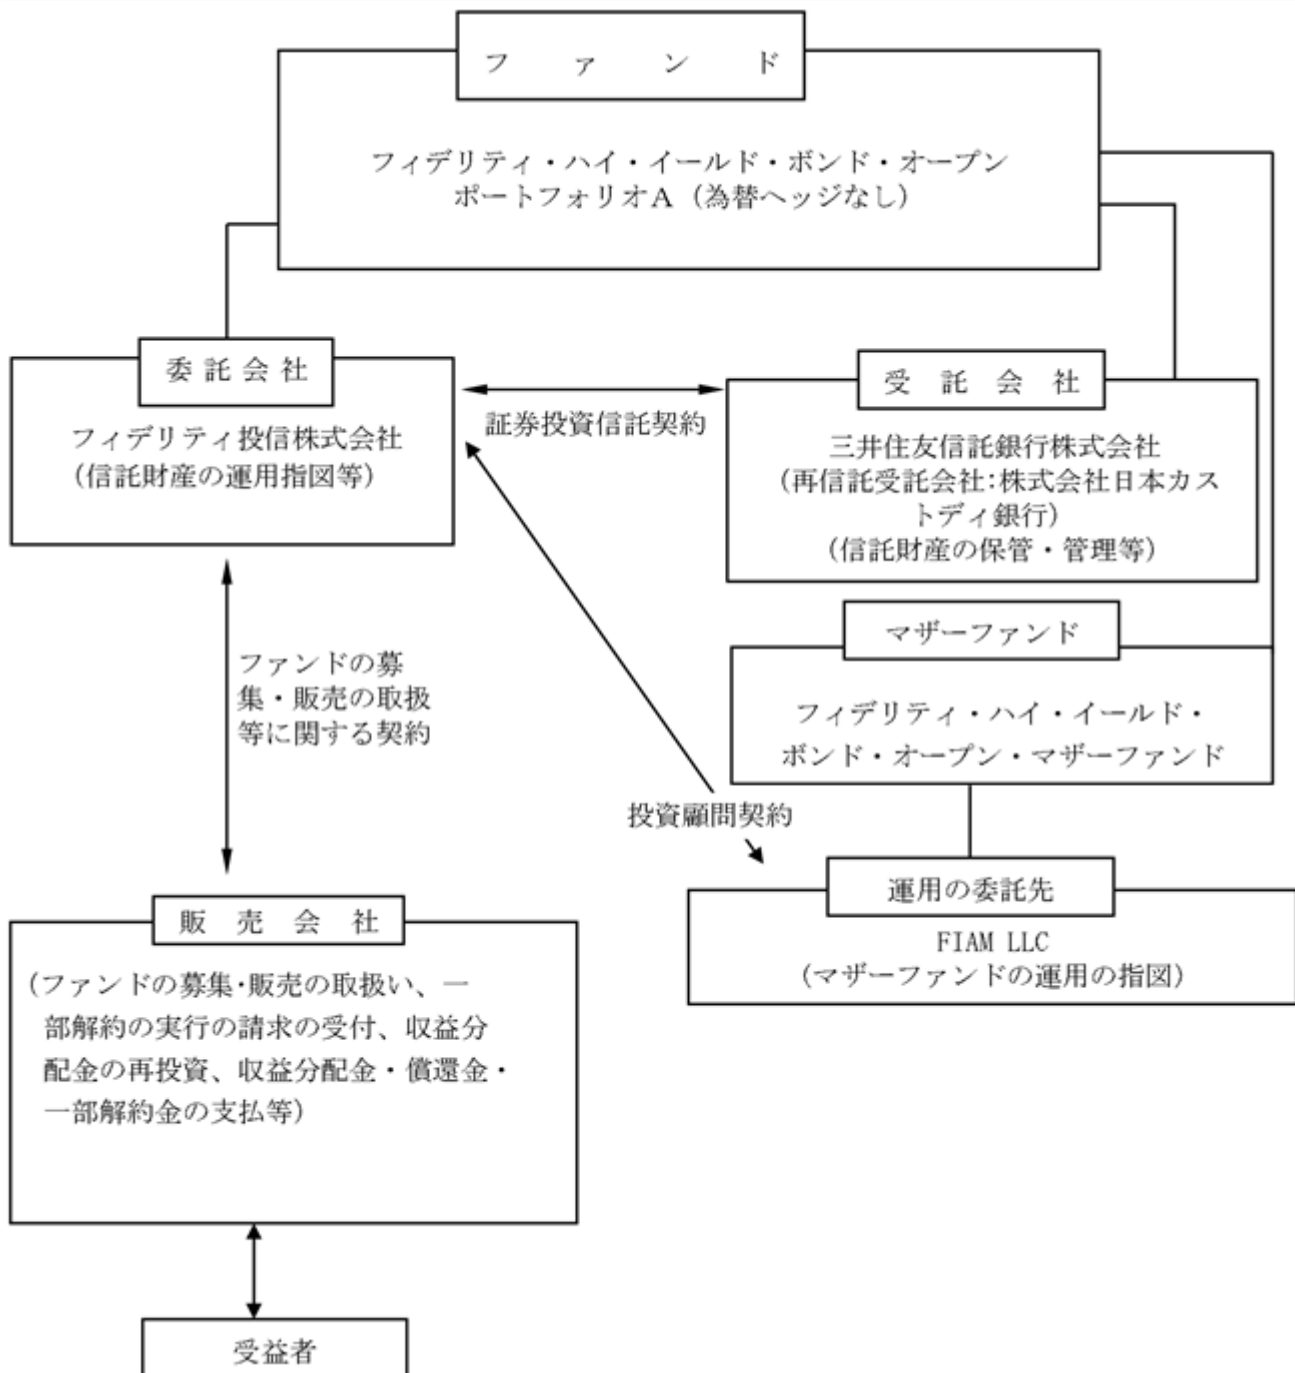 ファンド
フィデリティ・ハイ・イールド・ボンド・オープン
ポートフォリオA（為替ヘッジなし）
委託会社
フィデリティ投信株式会社
（信託財産の運用指図等）
証券投資信託契約
受託会社
三井住友信託銀行株式会社
（再信託受託会社：株式会社日本カス
トディ銀行）
（信託財産の保管・管理等）
ファンドの募
集・販売の取扱
等に関する契約
マザーファンド
フィデリティ・ハイ・イールド・
ボンド・オープン・マザーファンド
投資顧問契約
運用の委託先
FIAM LLC
（マザーファンドの運用の指図）
販売会社
（ファンドの募集・販売の取扱い、一
部解約の実行の請求の受付、収益分
配金の再投資、収益分配金・償還金・
一部解約金の支払等）
受益者